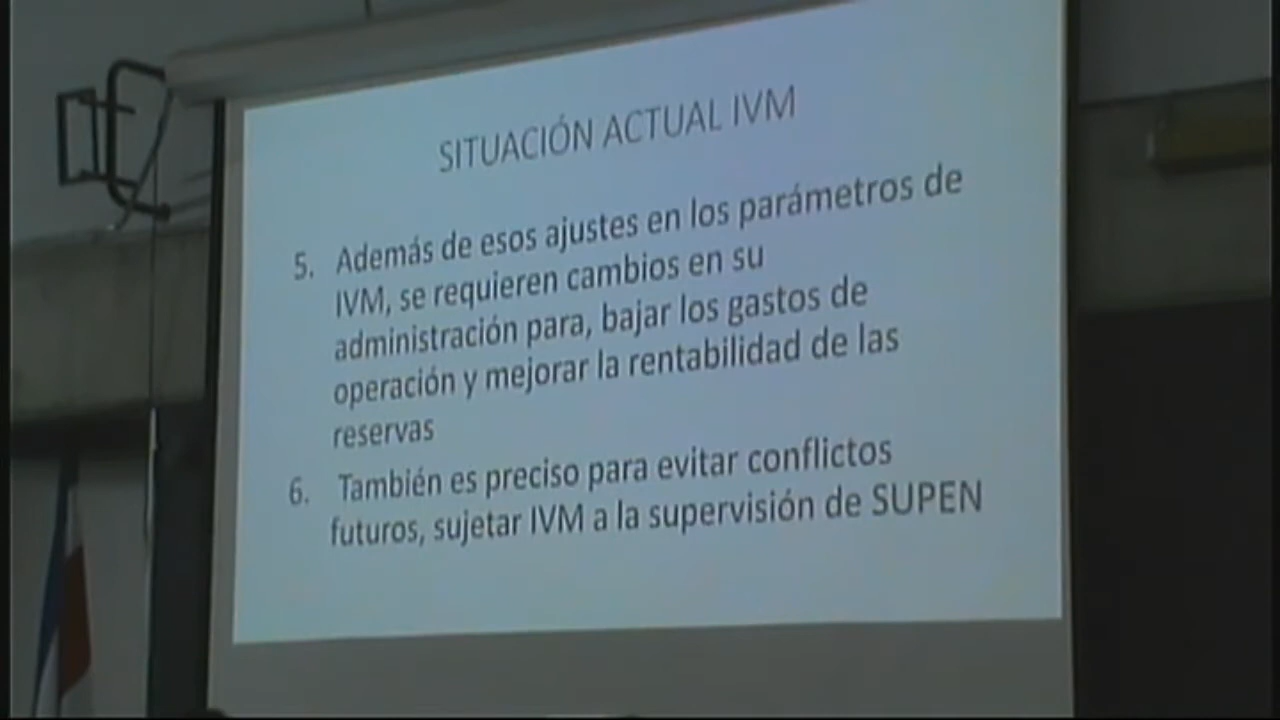 SITUACIÓN ACTUAL IVM
5. Además de esos ajustes en los parámetros de
IVM, se requieren cambios en su
administración para, bajar los gastos de
operación y mejorar la rentabilidad de las
reservas
6. También es preciso para evitar conflictos
futuros, sujetar IVM a la supervisión de SUPEN